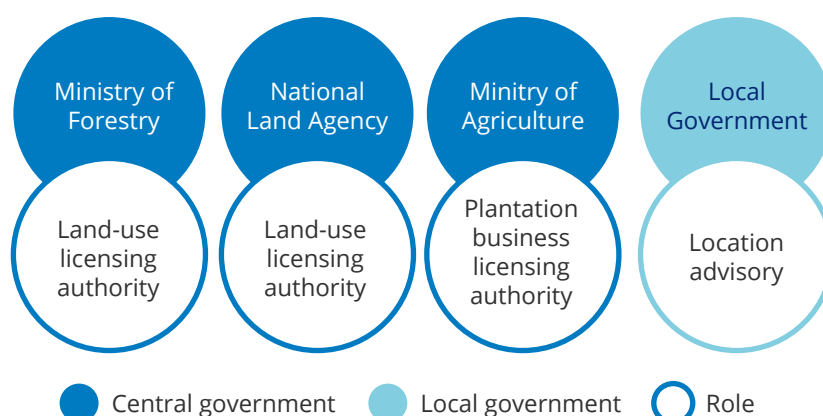 Ministry of
Forestry
National
Land Agency
Minitry of
Agriculture
Local
Government
Land-use
licensing
authority
Land-use
licensing
authority
Plantation
business
licensing
authority
Location
advisory
Central government
Local government
Role